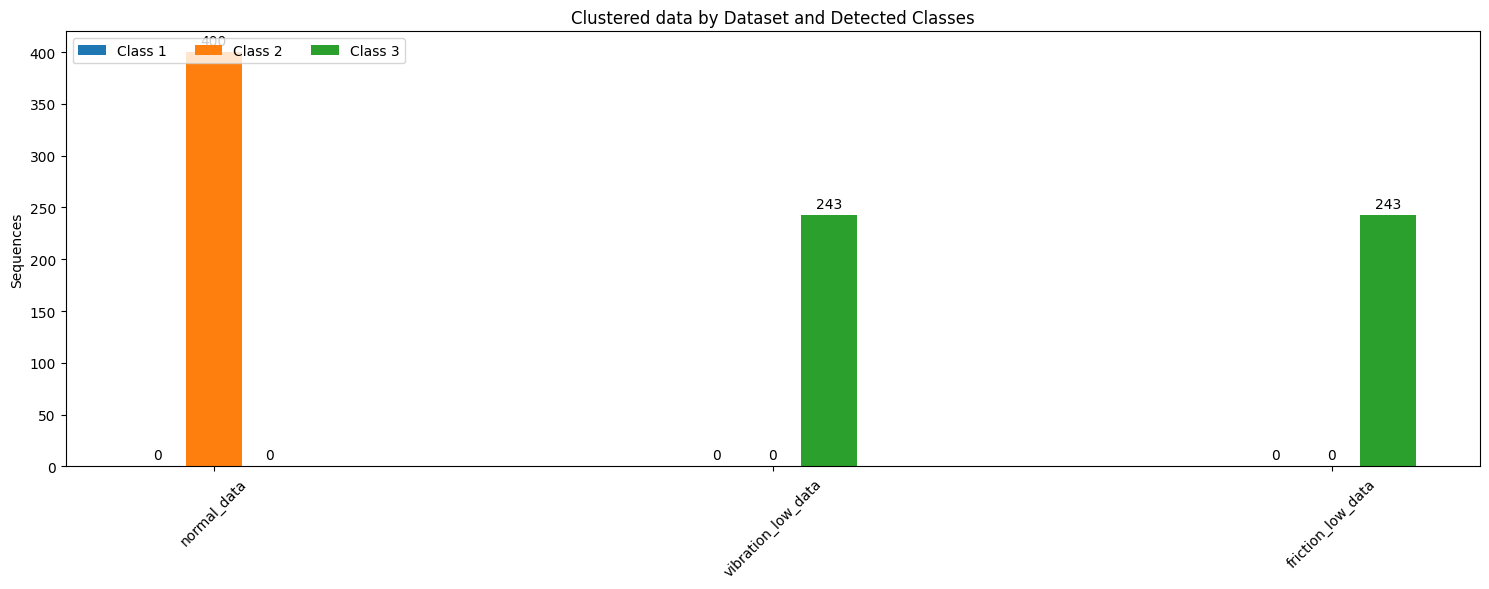 Clustered data by Dataset and Detected Classes
Class 1 Class 2 Class 3
400
400
350
300
250
200
150
100
50
0
Sequences
0 0
243
0 0
243
0 0
normal_data
vibration_low_data
friction_low_data